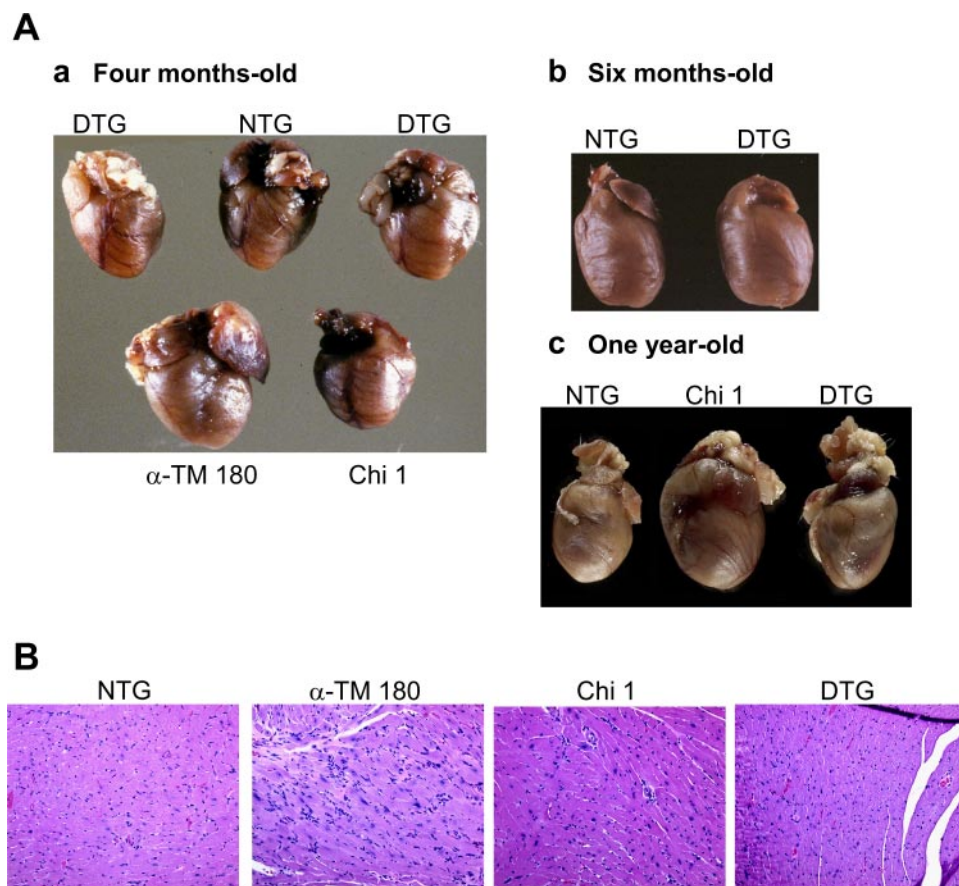 A
a Four months-old
DTG NTG DTG
α-TM 180 Chi 1
b Six months-old
NTG DTG
c One year-old
NTG Chi 1 DTG
B
NTG α-TM 180 Chi 1 DTG